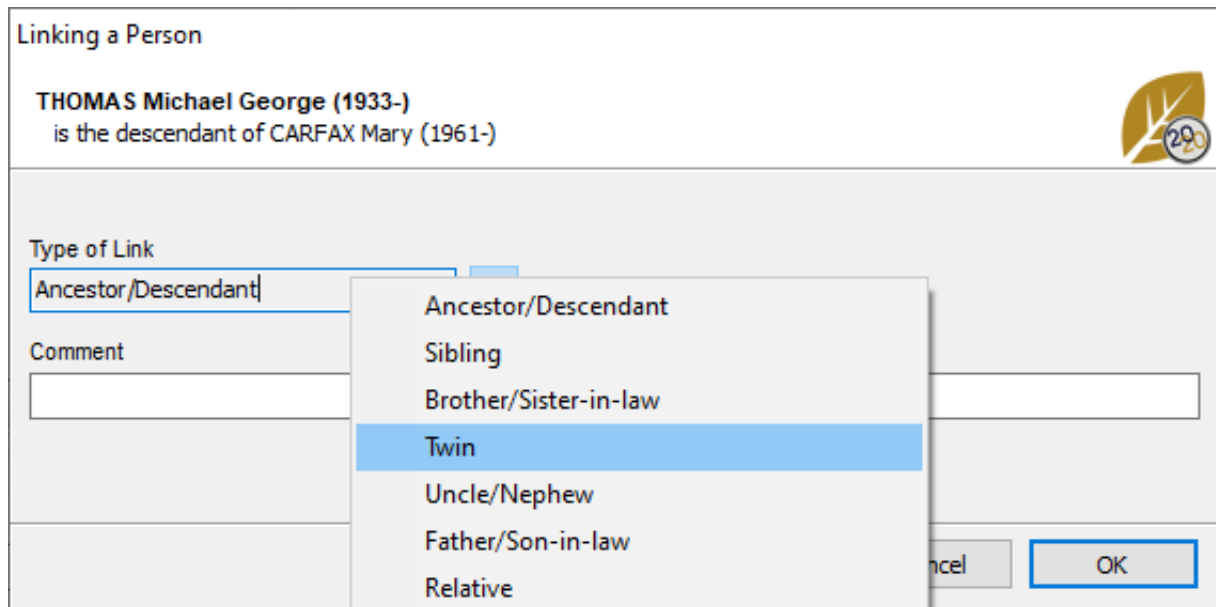 Linking a Person
THOMAS Michael George (1933-)
is the descendant of CARFAX Mary (1961-)
2020
Type of Link
Ancestor/Descendant
Comment
Ancestor/Descendant
Sibling
Brother/Sister-in-law
Twin
Uncle/Nephew
Father/Son-in-law
Relative
ncel
OK